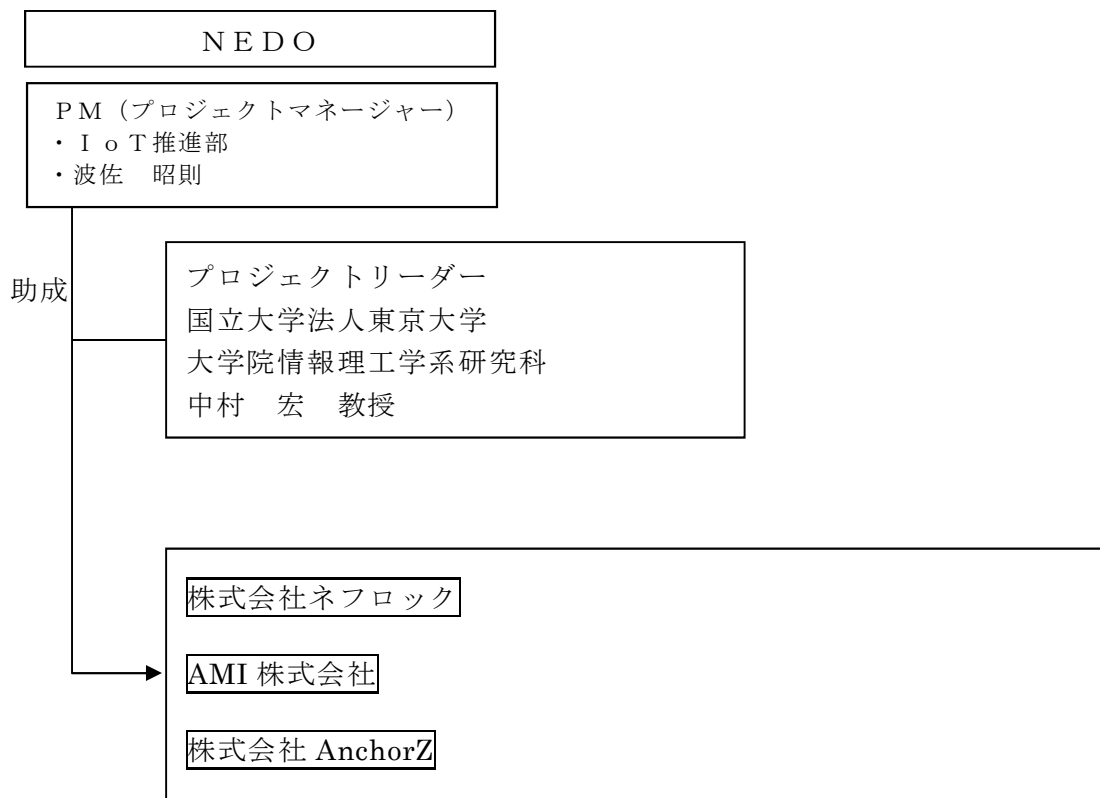 ＮＥＤＯ
ＰＭ（プロジェクトマネージャー）
・ＩｏＴ推進部
・波佐　昭則
助成
プロジェクトリーダー
国立大学法人東京大学
大学院情報理工学系研究科
中村　宏　教授
株式会社ネフロック
AMI 株式会社
株式会社 AnchorZ